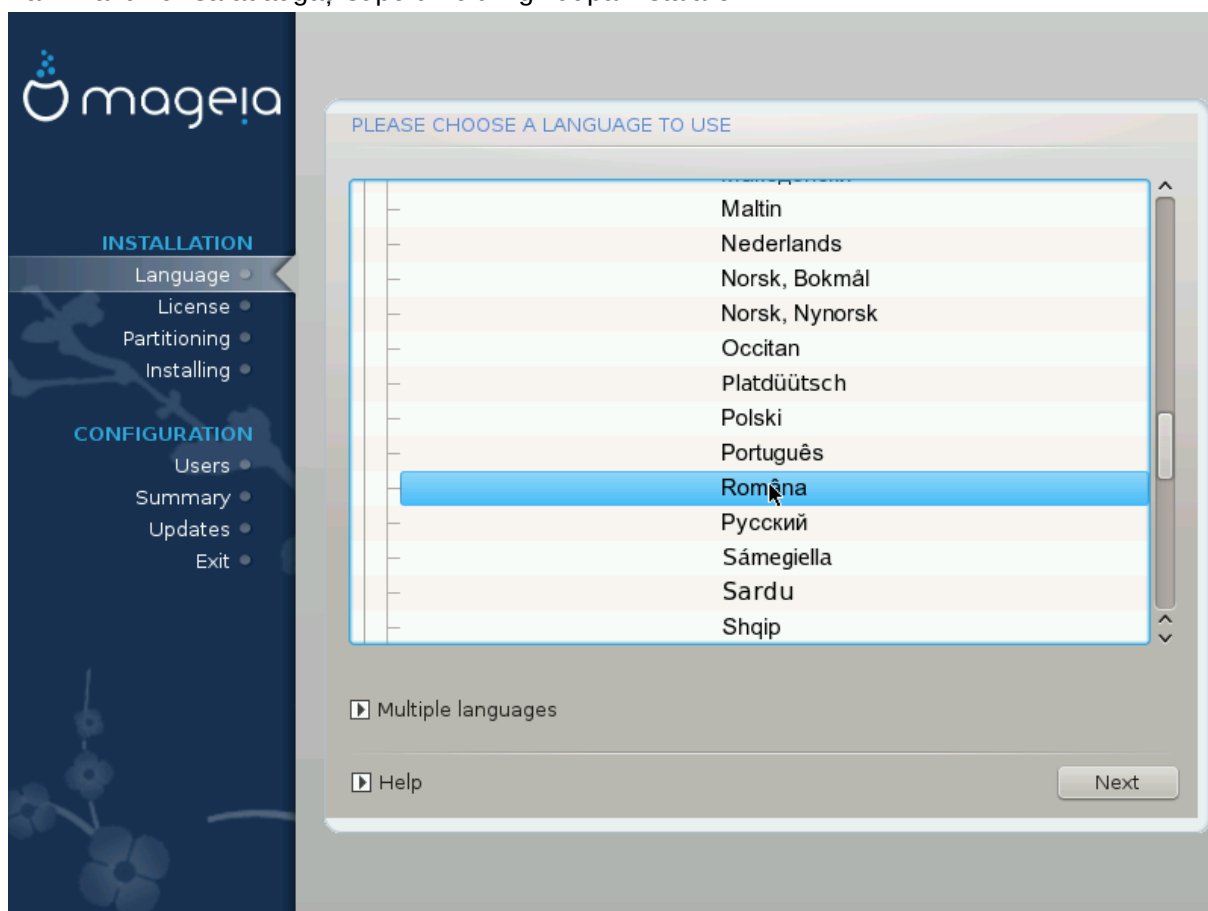 mageia
PLEASE CHOOSE A LANGUAGE TO USE
INSTALLATION
Language
License
Partitioning
Installing
CONFIGURATION
Users
Summary
Updates
Exit
Maltin
Nederlands
Norsk, Bokmål
Norsk, Nynorsk
Occitan
Platdüütsch
Polski
Português
Româna
Русский
Sámegiella
Sardu
Shqip
Multiple languages
Help
Next